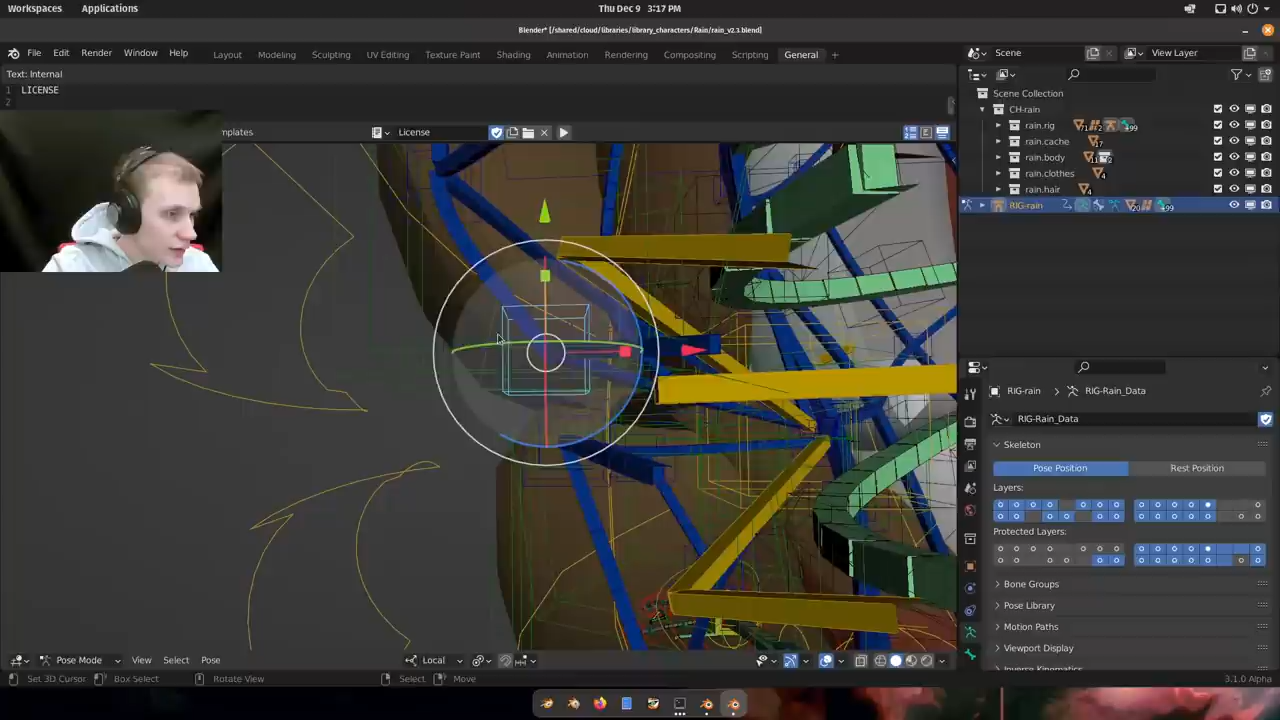 Workspaces Applications Thu Dec 9 3:17 PM
Blender* [/shared/cloud/libraries/library_characters/Rain/rain_v2.3.blend]
File Edit Render Window Help Layout Modeling Sculpting UV Editing Texture Paint Shading Animation Rendering Compositing Scripting General + Scene View Layer
Text: Internal
1 LICENSE
2
mplates License
Scene Collection
CH-rain
rain.rig
rain.cache
rain.body
rain.clothes
rain.hair
RIG-rain
RIG-rain RIG-Rain_Data
RIG-Rain_Data
Skeleton
Pose Position Rest Position
Layers:
Protected Layers:
Bone Groups
Pose Library
Motion Paths
Viewport Display
Inverse Kinematics
Pose Mode View Select Pose Local
Set 3D Cursor Box Select Rotate View Select Move 3.1.0 Alpha